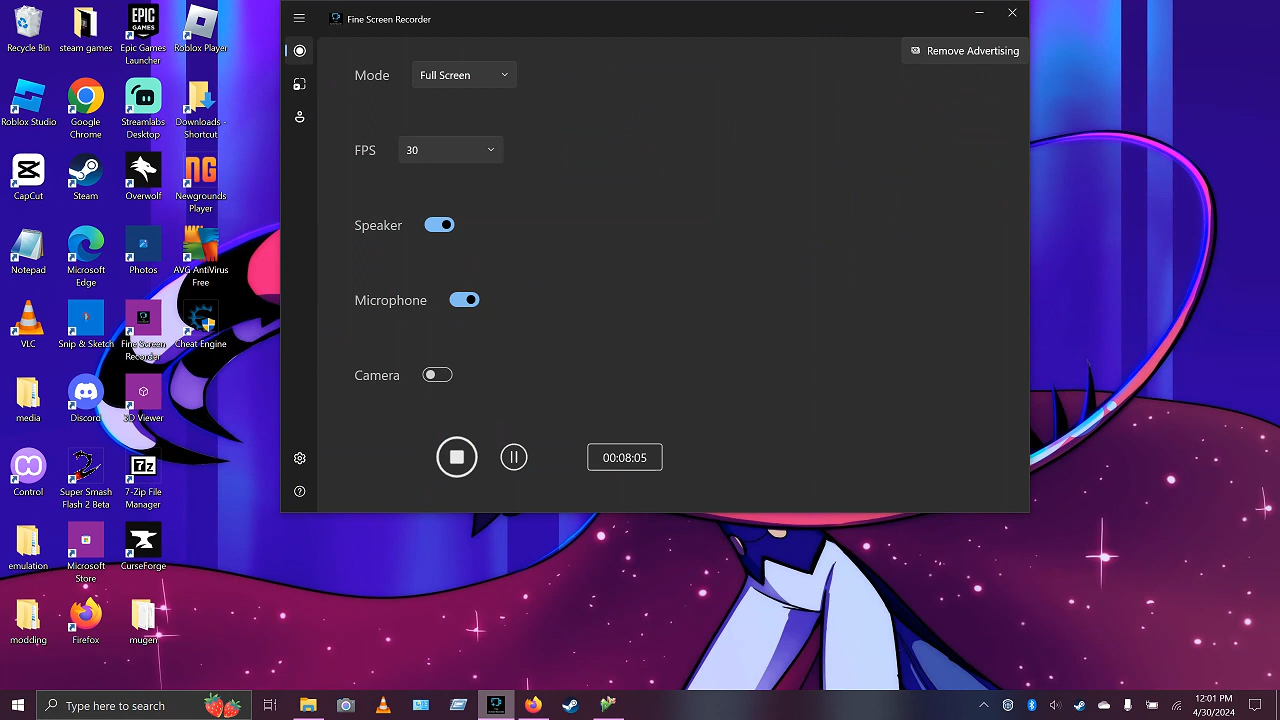 Fine Screen Recorder
Remove Advertising
Mode
Full Screen
FPS
30
Speaker
Microphone
Camera
00:08:05
Recycle Bin
steam games
EPIC
GAMES
Epic Games
Launcher
Roblox Player
Roblox Studio
Google
Chrome
Streamlabs
Desktop
Downloads -
Shortcut
CapCut
Steam
Overwolf
NG
Newgrounds
Player
Notepad
Microsoft
Edge
Photos
AVG AntiVirus
Free
VLC
Snip & Sketch
Fine Screen
Recorder
Cheat Engine
media
Discord
3D Viewer
Control
Super Smash
Flash 2 Beta
7z
7-Zip File
Manager
emulation
Microsoft
Store
CurseForge
modding
Firefox
mugen
Type here to search
12:01 PM
4/30/2024